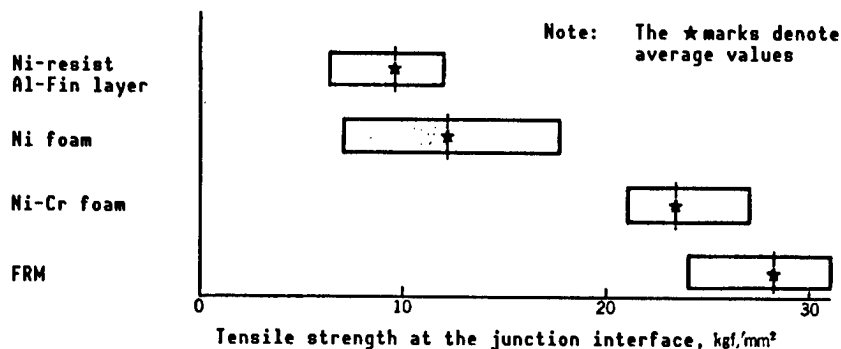 Note: The ★ marks denote
average values
Ni-resist
Al-Fin layer
Ni foam
Ni-Cr foam
FRM
0 10 20 30
Tensile strength at the junction interface, kgf/mm²